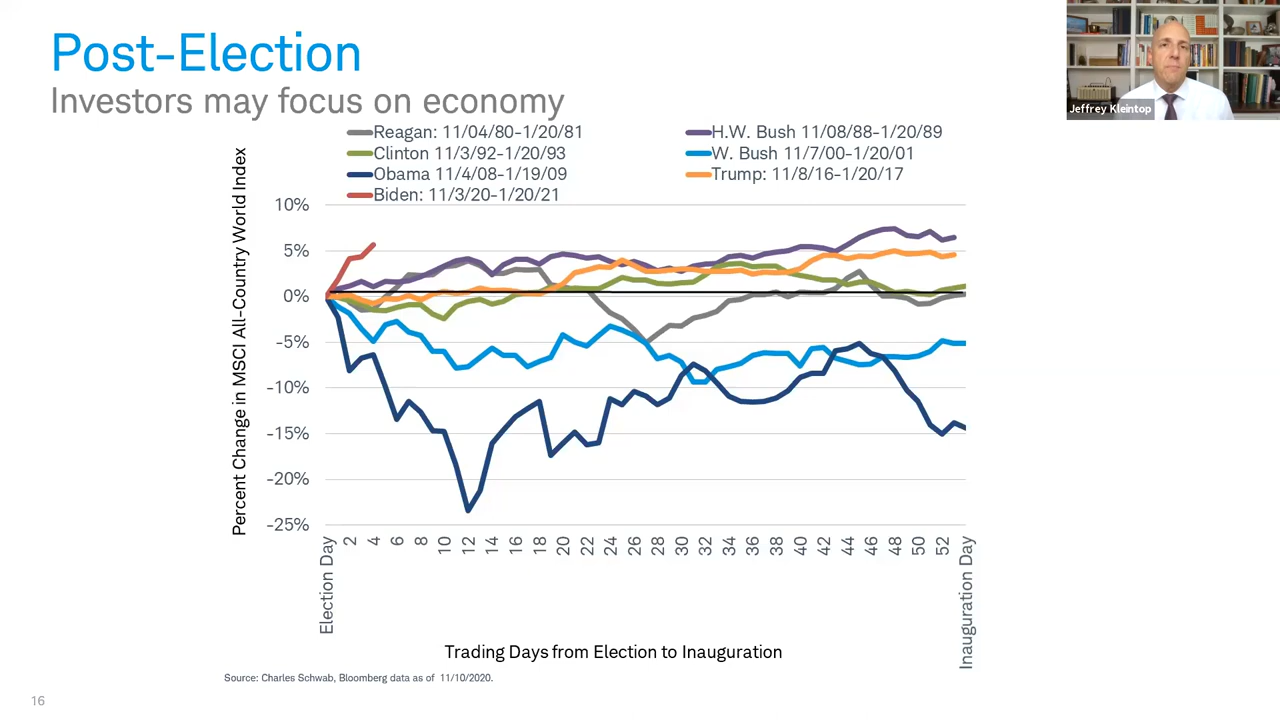 Post-Election
Investors may focus on economy
Jeffrey Kleintop
Reagan: 11/04/80-1/20/81
H.W. Bush 11/08/88-1/20/89
Clinton 11/3/92-1/20/93
W. Bush 11/7/00-1/20/01
Obama 11/4/08-1/19/09
Trump: 11/8/16-1/20/17
Biden: 11/3/20-1/20/21
Percent Change in MSCI All-Country World Index
10%
5%
0%
-5%
-10%
-15%
-20%
-25%
Election Day
2
4
6
8
10
12
14
16
18
20
22
24
26
28
30
32
34
36
38
40
42
44
46
48
50
52
Inauguration Day
Trading Days from Election to Inauguration
Source: Charles Schwab, Bloomberg data as of 11/10/2020.
16